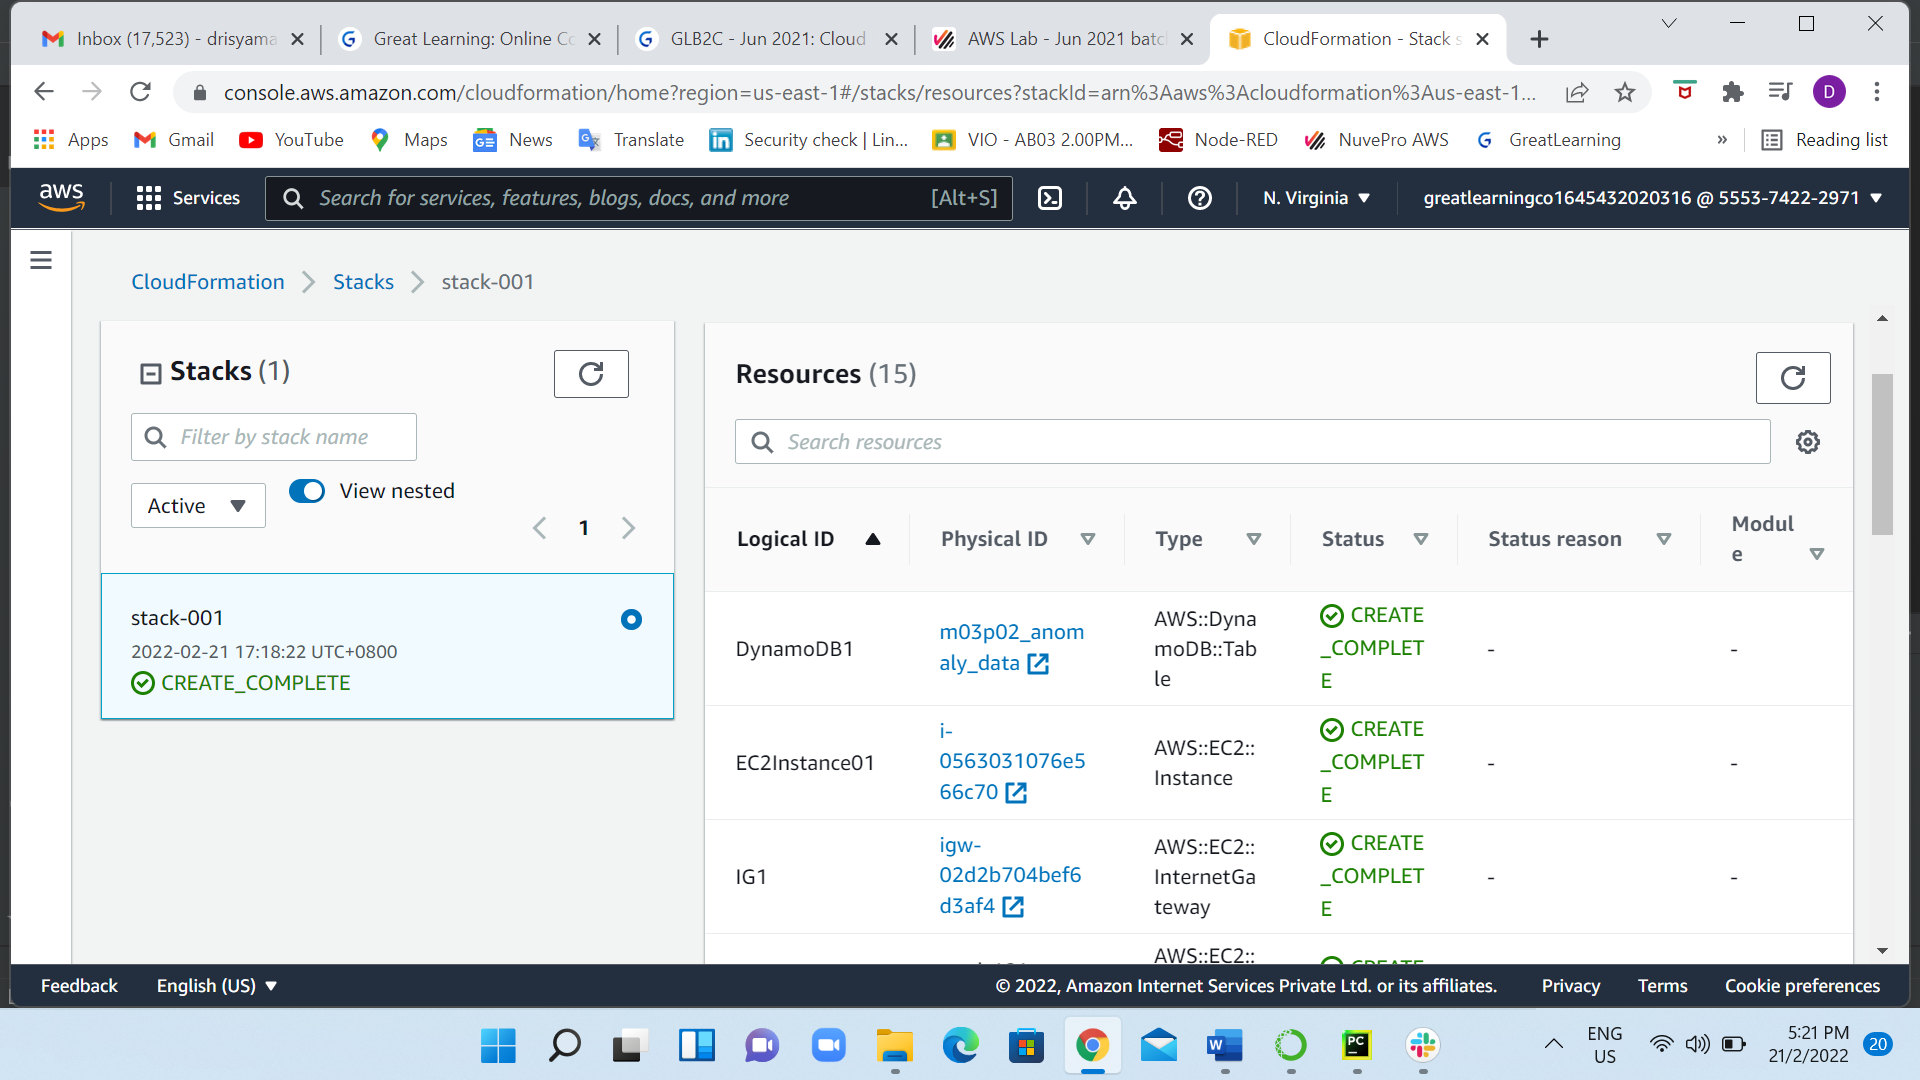 Inbox (17,523) - drisyama
Great Learning: Online Co
GLB2C - Jun 2021: Cloud
AWS Lab - Jun 2021 batc
CloudFormation - Stack s
console.aws.amazon.com/cloudformation/home?region=us-east-1#/stacks/resources?stackId=arn%3Aaws%3Acloudformation%3Aus-east-1...
D
Apps
Gmail
YouTube
Maps
News
Translate
Security check | Lin...
VIO - AB03 2.00PM...
Node-RED
NuvePro AWS
GreatLearning
»
Reading list
aws
Services
Search for services, features, blogs, docs, and more
[Alt+S]
N. Virginia
greatlearningco1645432020316 @ 5553-7422-2971
CloudFormation
Stacks
stack-001
Stacks (1)
Filter by stack name
Active
View nested
1
stack-001
2022-02-21 17:18:22 UTC+0800
CREATE_COMPLETE
Resources (15)
Search resources
Logical ID
Physical ID
Type
Status
Status reason
Modul
e
DynamoDB1
m03p02_anom
aly_data
AWS::Dyna
moDB::Tab
le
CREATE
_COMPLET
E
-
-
EC2Instance01
i-
0563031076e5
66c70
AWS::EC2::
Instance
CREATE
_COMPLET
E
-
-
IG1
igw-
02d2b704bef6
d3af4
AWS::EC2::
InternetGa
teway
CREATE
_COMPLET
E
-
-
AWS::EC2::
CREATE
Feedback
English (US)
© 2022, Amazon Internet Services Private Ltd. or its affiliates.
Privacy
Terms
Cookie preferences
ENG
US
5:21 PM
21/2/2022
20